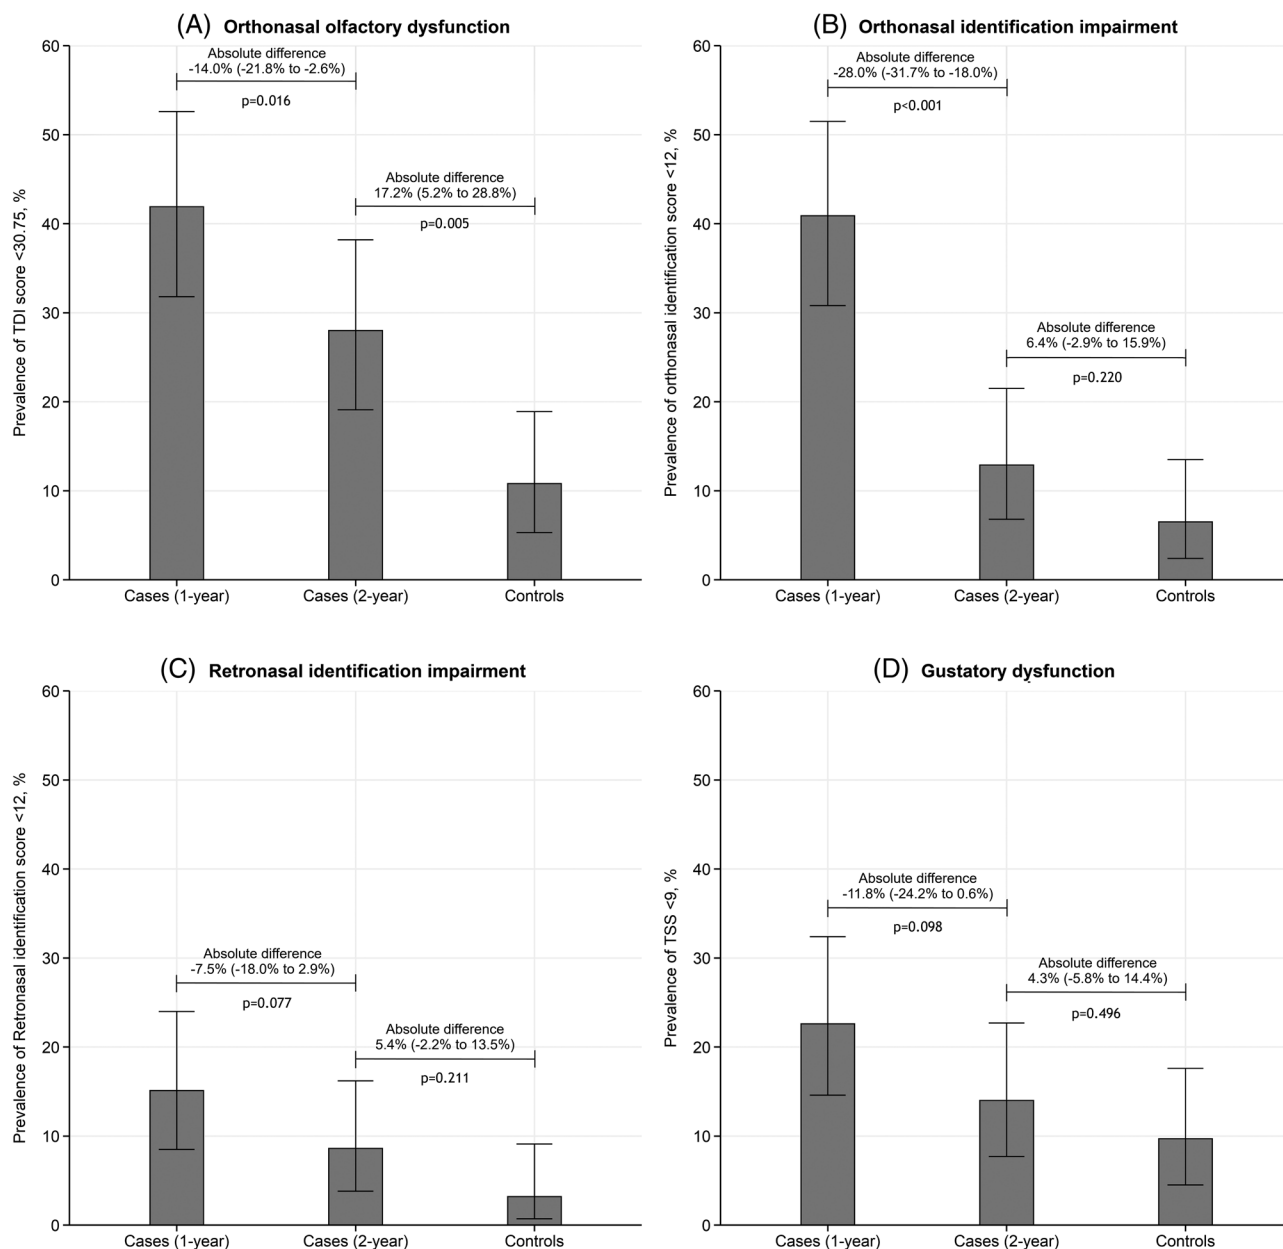 (A) Orthonasal olfactory dysfunction
Prevalence of TDI score <30.75, %
60
50
40
30
20
10
0
Absolute difference
-14.0% (-21.8% to -2.6%)
p=0.016
Absolute difference
17.2% (5.2% to 28.8%)
p=0.005
Cases (1-year)
Cases (2-year)
Controls
(B) Orthonasal identification impairment
Prevalence of orthonasal identification score <12, %
60
50
40
30
20
10
0
Absolute difference
-28.0% (-31.7% to -18.0%)
p<0.001
Absolute difference
6.4% (-2.9% to 15.9%)
p=0.220
Cases (1-year)
Cases (2-year)
Controls
(C) Retronasal identification impairment
Prevalence of Retronasal identification score <12, %
60
50
40
30
20
10
0
Absolute difference
-7.5% (-18.0% to 2.9%)
p=0.077
Absolute difference
5.4% (-2.2% to 13.5%)
p=0.211
Cases (1-year)
Cases (2-year)
Controls
(D) Gustatory dysfunction
Prevalence of TSS <9, %
60
50
40
30
20
10
0
Absolute difference
-11.8% (-24.2% to 0.6%)
p=0.098
Absolute difference
4.3% (-5.8% to 14.4%)
p=0.496
Cases (1-year)
Cases (2-year)
Controls